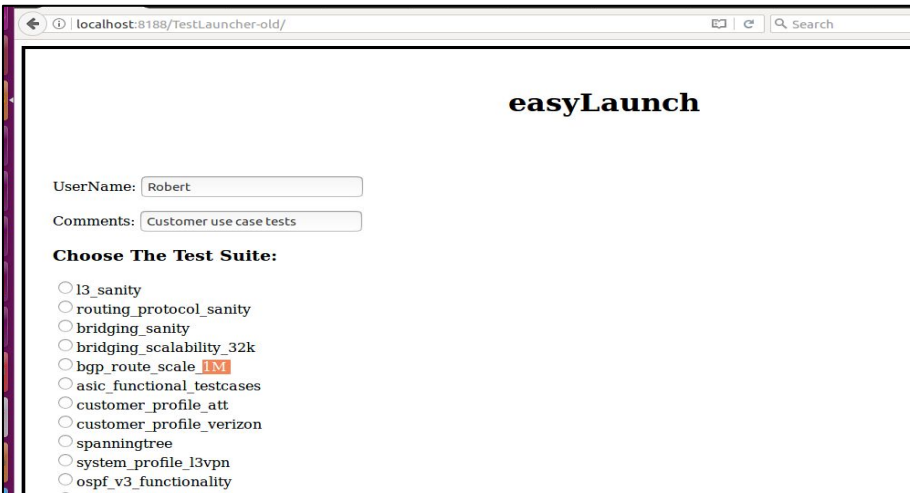 localhost:8188/TestLauncher-old/ Search
easyLaunch
UserName: Robert
Comments: Customer use case tests
Choose The Test Suite:
l3_sanity
routing_protocol_sanity
bridging_sanity
bridging_scalability_32k
bgp_route_scale_1M
asic_functional_testcases
customer_profile_att
customer_profile_verizon
spanningtree
system_profile_l3vpn
ospf_v3_functionality